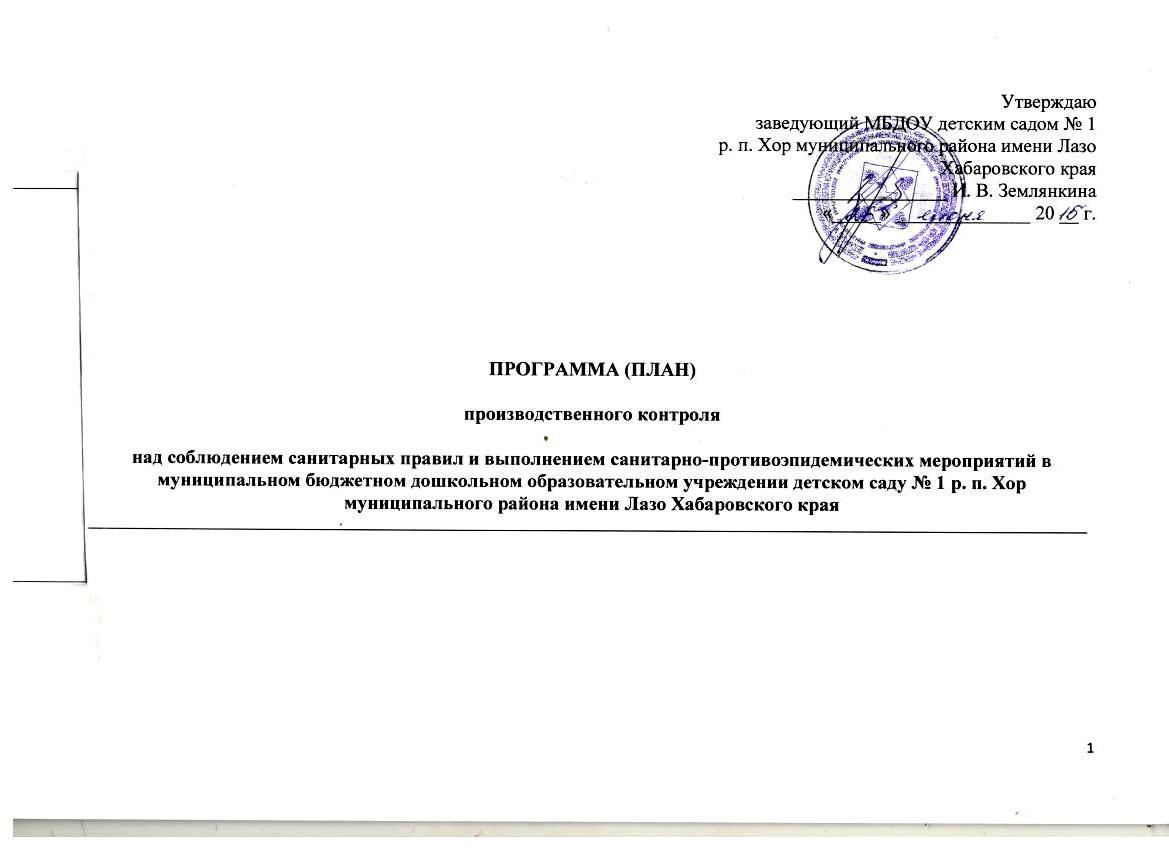 Утверждаю
заведующий МБДОУ детским садом № 1
р. п. Хор муниципального района имени Лазо
Хабаровского края
И. В. Землянкина
« » 20 15 г.
ПРОГРАММА (ПЛАН)
производственного контроля
над соблюдением санитарных правил и выполнением санитарно-противоэпидемических мероприятий в
муниципальном бюджетном дошкольном образовательном учреждении детском саду № 1 р. п. Хор
муниципального района имени Лазо Хабаровского края
1